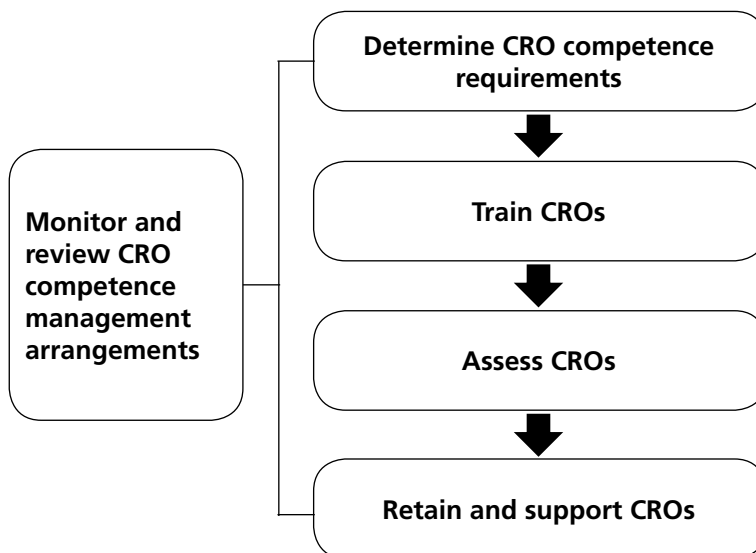 Determine CRO competence
requirements
Train CROs
Monitor and
review CRO
competence
management
arrangements
Assess CROs
Retain and support CROs